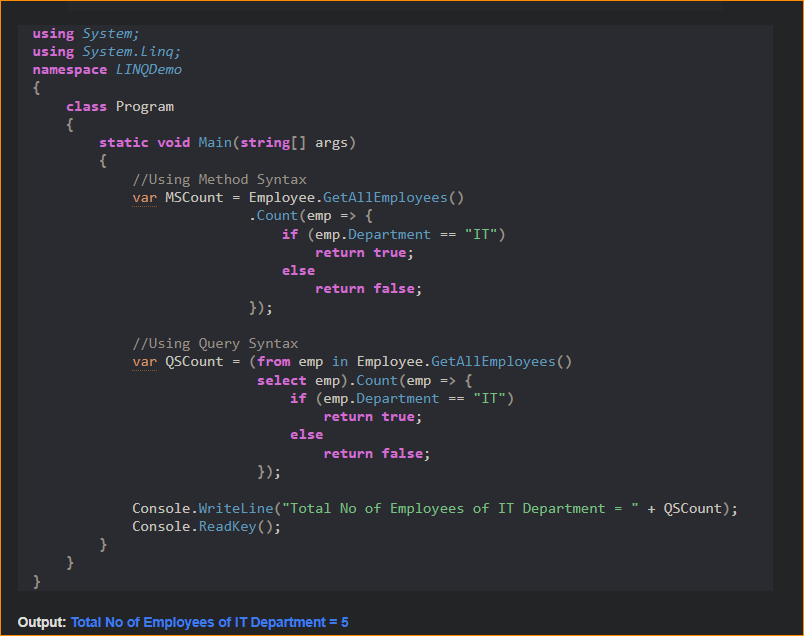 using System;
using System.Linq;
namespace LINQDemo
{
    class Program
    {
        static void Main(string[] args)
        {
            //Using Method Syntax
            var MSCount = Employee.GetAllEmployees()
                          .Count(emp => {
                              if (emp.Department == "IT")
                                  return true;
                              else
                                  return false;
                          });

            //Using Query Syntax
            var QSCount = (from emp in Employee.GetAllEmployees()
                           select emp).Count(emp => {
                               if (emp.Department == "IT")
                                   return true;
                               else
                                   return false;
                           });

            Console.WriteLine("Total No of Employees of IT Department = " + QSCount);
            Console.ReadKey();
        }
    }
}
Output: Total No of Employees of IT Department = 5